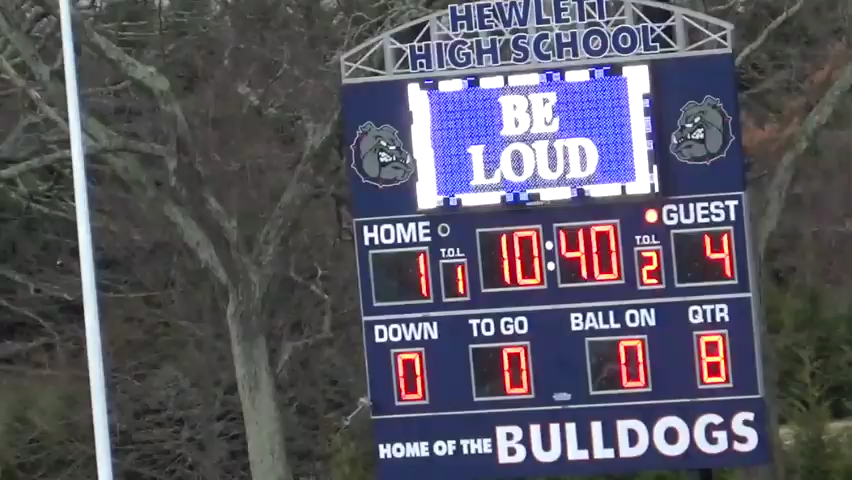 HEWLETT
HIGH SCHOOL
BE
LOUD
HOME GUEST
T.O.L. T.O.L.
1 1 10:40 2 4
DOWN TO GO BALL ON QTR
0 0 0 8
HOME OF THE BULLDOGS